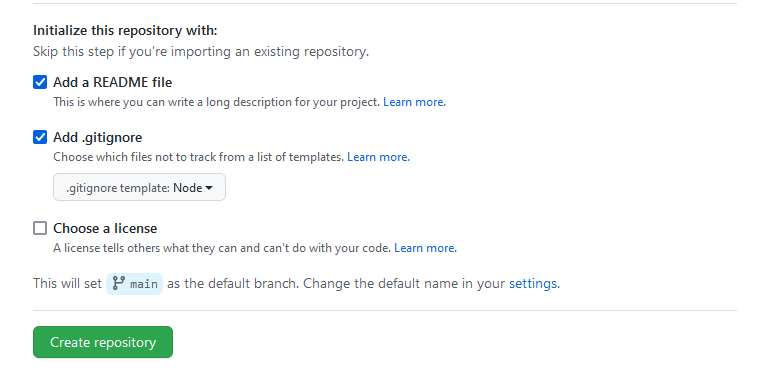 Initialize this repository with:
Skip this step if you're importing an existing repository.
Add a README file
This is where you can write a long description for your project. Learn more.
Add .gitignore
Choose which files not to track from a list of templates. Learn more.
.gitignore template: Node
Choose a license
A license tells others what they can and can't do with your code. Learn more.
This will set main as the default branch. Change the default name in your settings.
Create repository